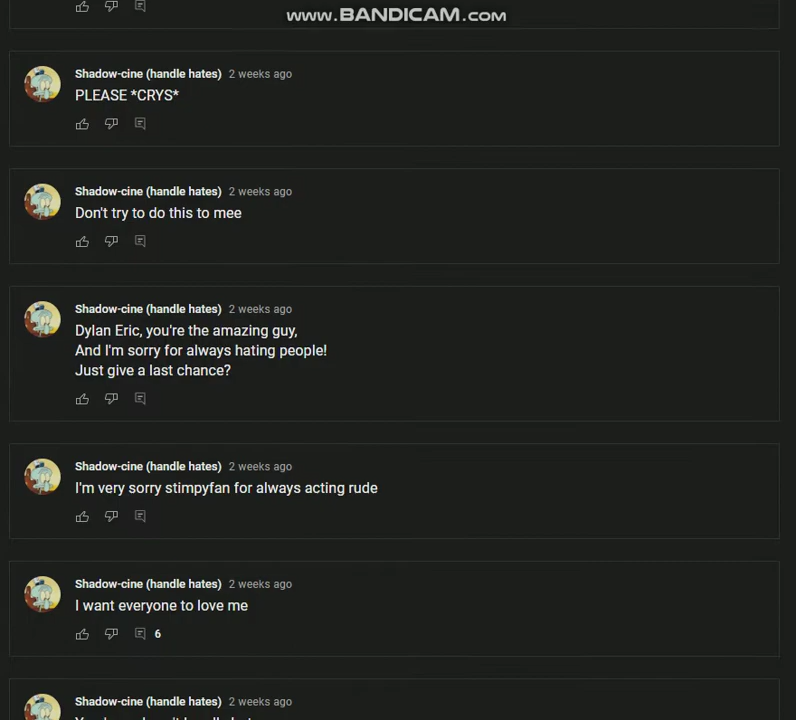 www.BANDICAM.com
Shadow-cine (handle hates) 2 weeks ago
PLEASE *CRYS*
Shadow-cine (handle hates) 2 weeks ago
Don't try to do this to mee
Shadow-cine (handle hates) 2 weeks ago
Dylan Eric, you're the amazing guy,
And I'm sorry for always hating people!
Just give a last chance?
Shadow-cine (handle hates) 2 weeks ago
I'm very sorry stimpyfan for always acting rude
Shadow-cine (handle hates) 2 weeks ago
I want everyone to love me
6
Shadow-cine (handle hates) 2 weeks ago